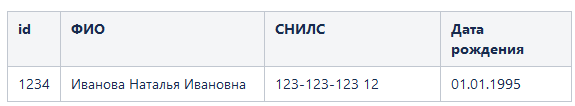 id ФИО СНИЛС Дата рождения
1234 Иванова Наталья Ивановна 123-123-123 12 01.01.1995